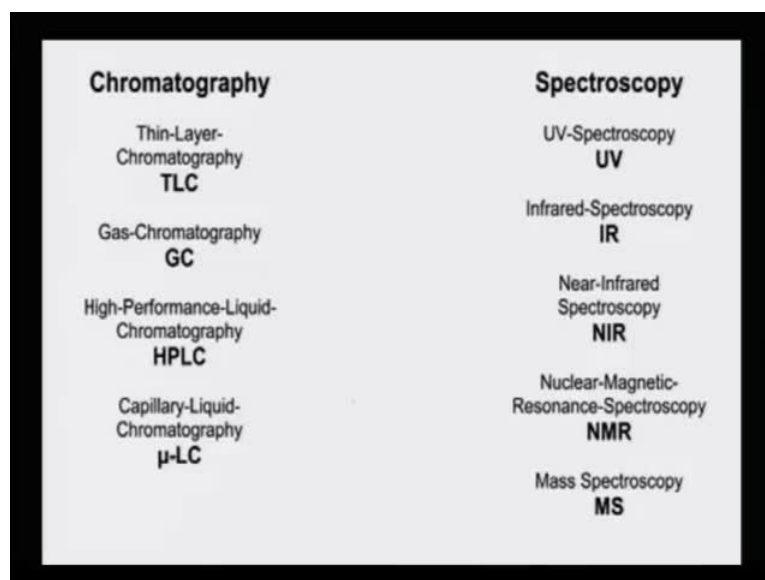 Chromatography
Thin-Layer-
Chromatography
TLC
Gas-Chromatography
GC
High-Performance-Liquid-
Chromatography
HPLC
Capillary-Liquid-
Chromatography
µ-LC
Spectroscopy
UV-Spectroscopy
UV
Infrared-Spectroscopy
IR
Near-Infrared
Spectroscopy
NIR
Nuclear-Magnetic-
Resonance-Spectroscopy
NMR
Mass Spectroscopy
MS